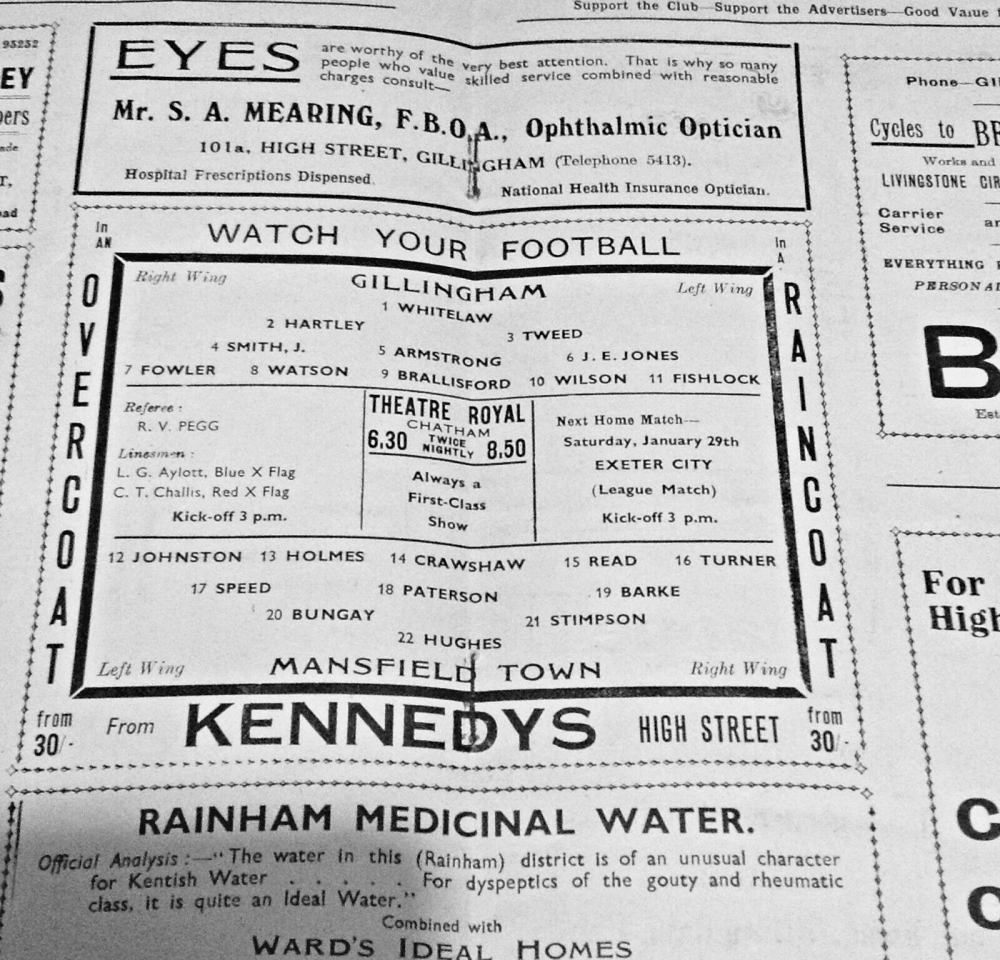 Support the Club—Support the Advertisers—Good Value
93252
EY
pers
ade
T,
oad
S
EYES
are worthy of the very best attention. That is why so many
people who value skilled service combined with reasonable
charges consult—
Mr. S. A. MEARING, F.B.O.A., Ophthalmic Optician
101a, HIGH STREET, GILLINGHAM (Telephone 5413).
Hospital Prescriptions Dispensed. National Health Insurance Optician.
In AN OVERCOAT
from 30/-
WATCH YOUR FOOTBALL
In A RAINCOAT
from 30/-
Right Wing GILLINGHAM Left Wing
1 WHITELAW
2 HARTLEY 3 TWEED
4 SMITH, J. 5 ARMSTRONG 6 J. E. JONES
7 FOWLER 8 WATSON 9 BRALLISFORD 10 WILSON 11 FISHLOCK
Referee :
R. V. PEGG
Linesmen :
L. G. Aylott, Blue X Flag
C. T. Challis, Red X Flag
Kick-off 3 p.m.
THEATRE ROYAL
CHATHAM
6.30 TWICE NIGHTLY 8.50
Always a
First-Class
Show
Next Home Match—
Saturday, January 29th
EXETER CITY
(League Match)
Kick-off 3 p.m.
12 JOHNSTON 13 HOLMES 14 CRAWSHAW 15 READ 16 TURNER
17 SPEED 18 PATERSON 19 BARKE
20 BUNGAY 21 STIMPSON
22 HUGHES
Left Wing MANSFIELD TOWN Right Wing
From KENNEDYS HIGH STREET
RAINHAM MEDICINAL WATER.
Official Analysis :—"The water in this (Rainham) district is of an unusual character
for Kentish Water . . . . . For dyspeptics of the gouty and rheumatic
class, it is quite an Ideal Water."
Combined with
WARD'S IDEAL HOMES
Phone—GI
Cycles to BE
Works and
LIVINGSTONE CIR
Carrier
Service
EVERYTHING
PERSONAL
B
Est
For
High
C
C